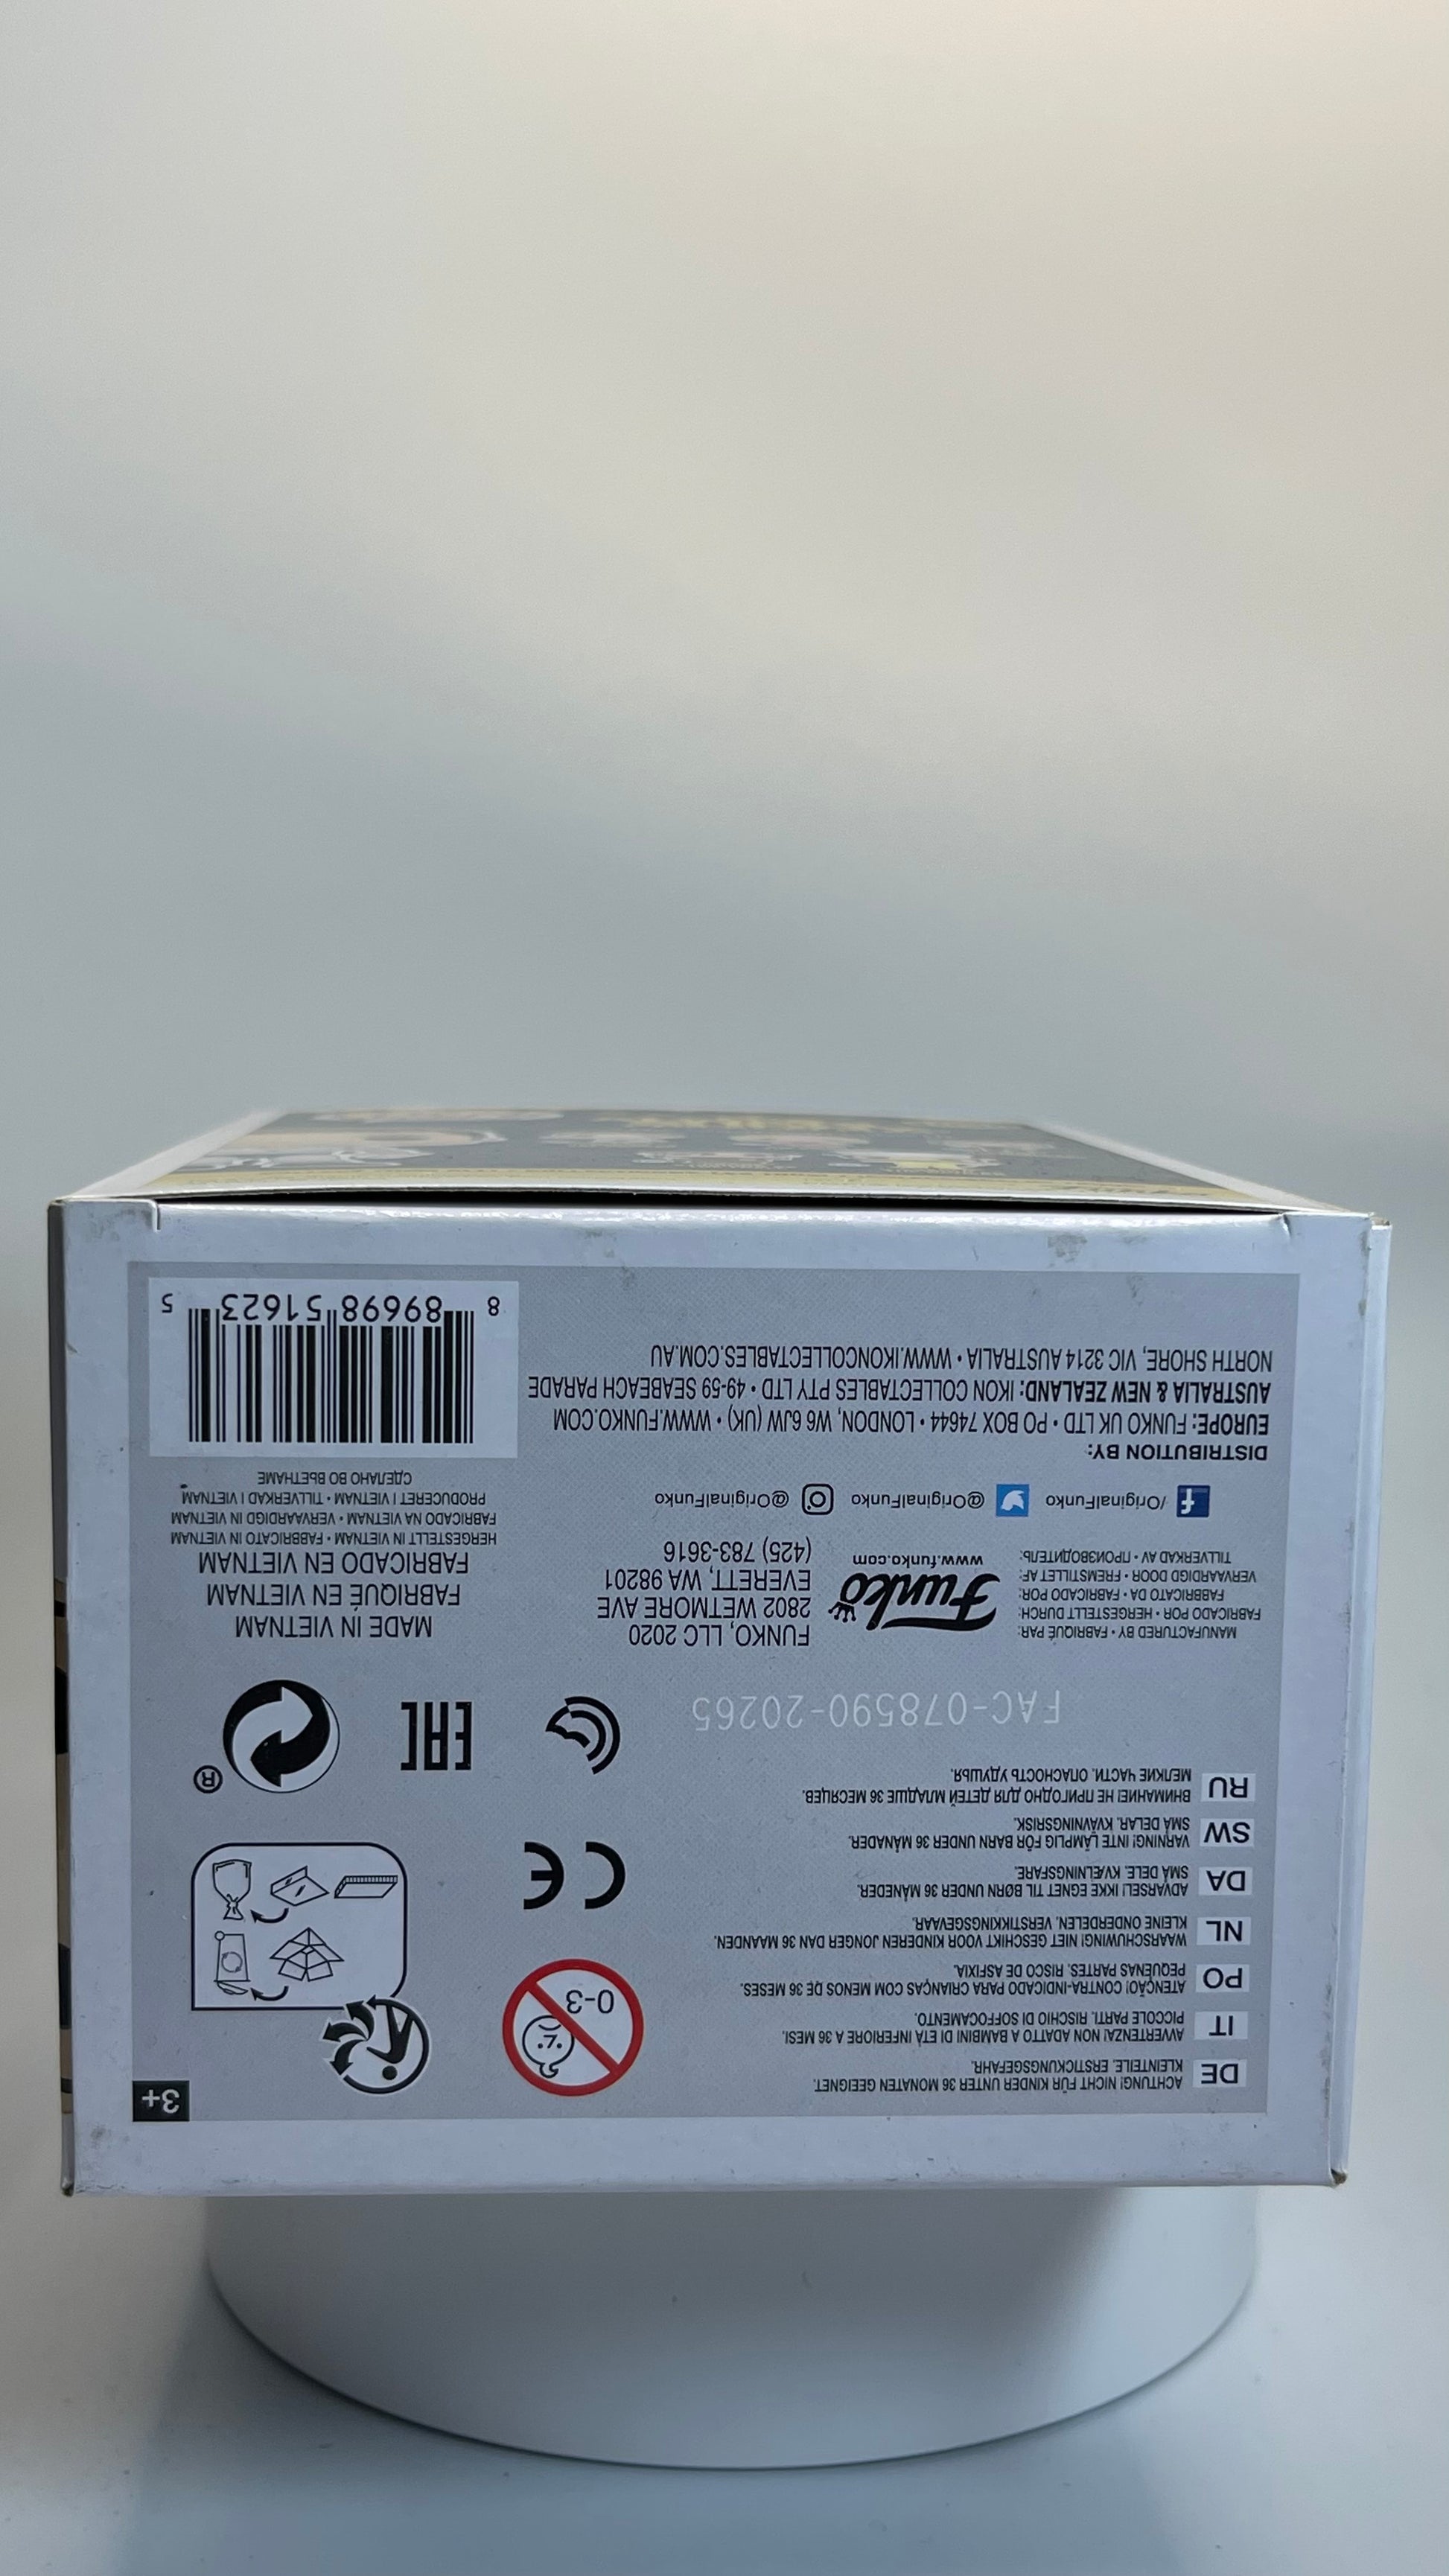 3+
DE
ACHTUNG! NICHT FÜR KINDER UNTER 36 MONATEN GEEIGNET.
KLEINTEILE. ERSTICKUNGSGEFAHR.
IT
AVVERTENZA! NON ADATTO A BAMBINI DI ETÀ INFERIORE A 36 MESI.
PICCOLE PARTI. RISCHIO DI SOFFOCAMENTO.
PO
ATENÇÃO! CONTRA-INDICADO PARA CRIANÇAS COM MENOS DE 36 MESES.
PEQUENAS PARTES. RISCO DE ASFIXIA.
NL
WAARSCHUWING! NIET GESCHIKT VOOR KINDEREN JONGER DAN 36 MAANDEN.
KLEINE ONDERDELEN. VERSTIKKINGSGEVAAR.
DA
ADVARSEL! IKKE EGNET TIL BØRN UNDER 36 MÅNEDER.
SMÅ DELE. KVÆLNINGSFARE.
SW
VARNING! INTE LÄMPLIG FÖR BARN UNDER 36 MÅNADER.
SMÅ DELAR. KVÄVNINGSRISK.
RU
ВНИМАНИЕ! НЕ ПРИГОДНО ДЛЯ ДЕТЕЙ МЛАДШЕ 36 МЕСЯЦЕВ.
МЕЛКИЕ ЧАСТИ. ОПАСНОСТЬ УДУШЬЯ.
0-3
CE
EAC
®
FAC-078590-20265
MANUFACTURED BY • FABRIQUÉ PAR:
FABRICADO POR • HERGESTELLT DURCH:
FABBRICATO DA • FABRICADO POR:
VERVAARDIGD DOOR • FREMSTILLET AF:
TILLVERKAD AV • ПРОИЗВОДИТЕЛЬ:
Funko
www.funko.com
FUNKO, LLC 2020
2802 WETMORE AVE
EVERETT, WA 98201
(425) 783-3616
MADE IN VIETNAM
FABRIQUÉ EN VIETNAM
FABRICADO EN VIETNAM
HERGESTELLT IN VIETNAM • FABBRICATO IN VIETNAM
FABRICADO NA VIETNAM • VERVAARDIGD IN VIETNAM
PRODUCERET I VIETNAM • TILLVERKAD I VIETNAM
СДЕЛАНО ВО ВЬЕТНАМЕ
/OriginalFunko @OriginalFunko @OriginalFunko
DISTRIBUTION BY:
EUROPE: FUNKO UK LTD • PO BOX 74644 • LONDON, W6 6JW (UK) • WWW.FUNKO.COM
AUSTRALIA & NEW ZEALAND: IKON COLLECTABLES PTY LTD • 49-59 SEABEACH PARADE
NORTH SHORE, VIC 3214 AUSTRALIA • WWW.IKONCOLLECTABLES.COM.AU
8 89698 51623 5